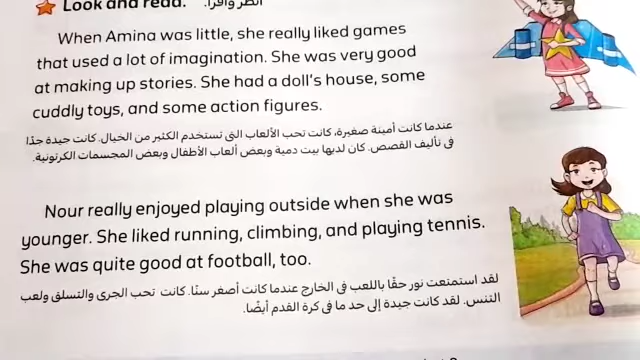 Look and read.
انظر واقرأ.
When Amina was little, she really liked games
that used a lot of imagination. She was very good
at making up stories. She had a doll's house, some
cuddly toys, and some action figures.
عندما كانت أمينة صغيرة، كانت تحب الألعاب التي تستخدم الكثير من الخيال. كانت جيدة جدًا
في تأليف القصص. كان لديها بيت دمية وبعض ألعاب الأطفال وبعض المجسمات الكرتونية.
Nour really enjoyed playing outside when she was
younger. She liked running, climbing, and playing tennis.
She was quite good at football, too.
لقد استمتعت نور حقًا باللعب في الخارج عندما كانت أصغر سنًا. كانت تحب الجرى والتسلق ولعب
التنس. لقد كانت جيدة إلى حد ما في كرة القدم أيضًا.